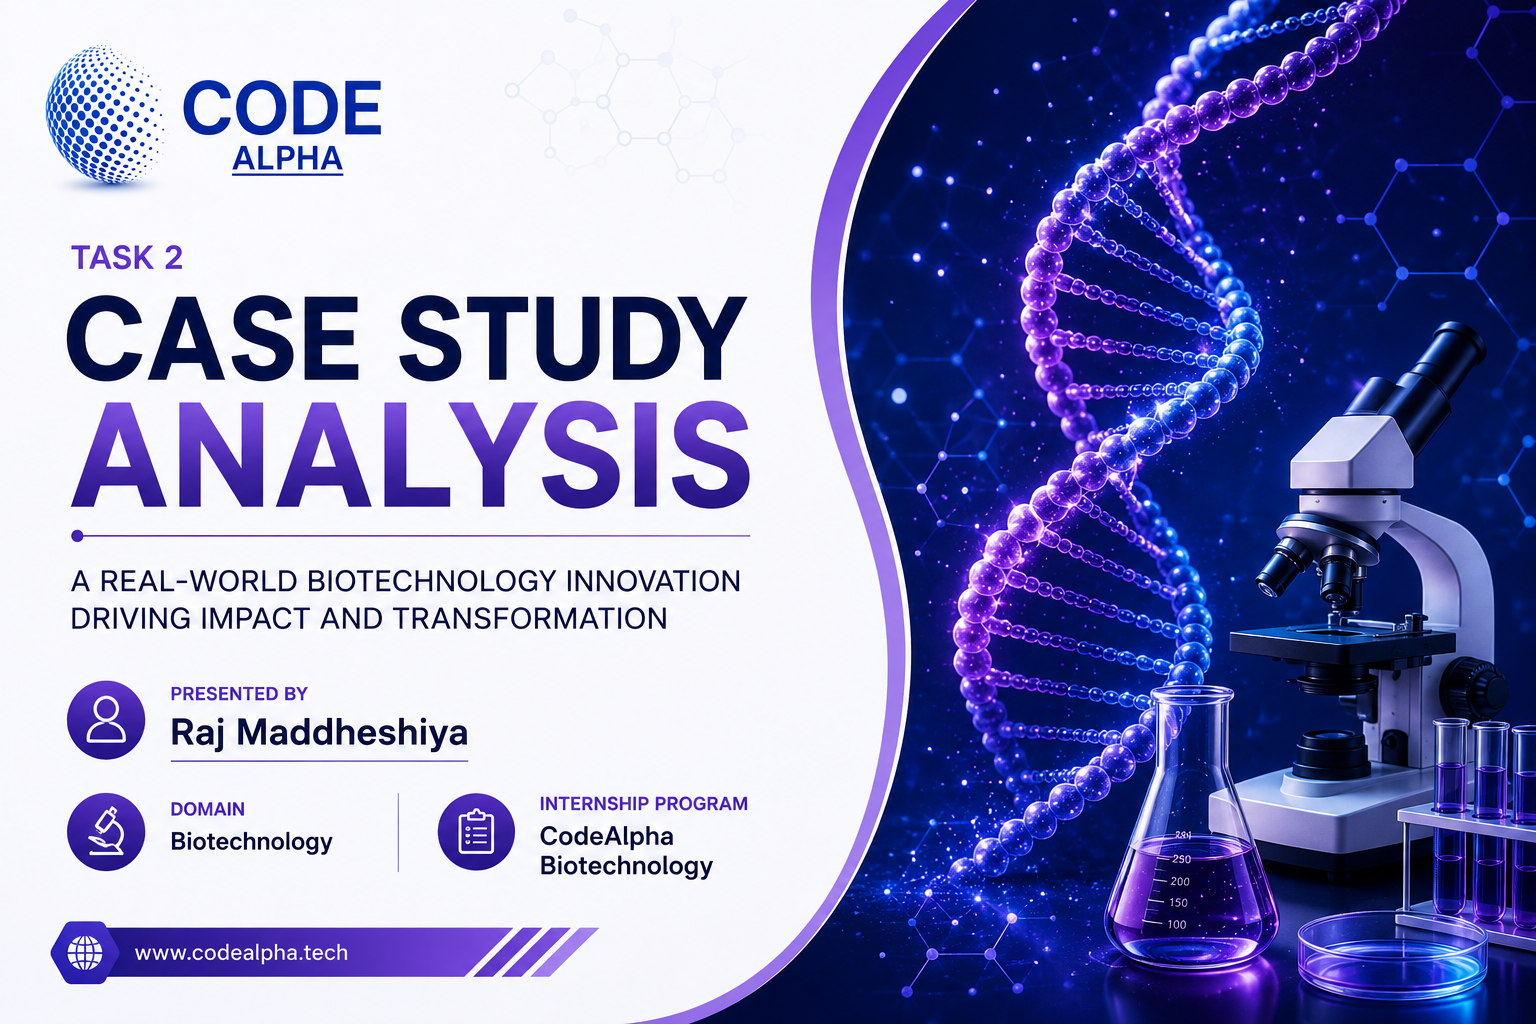 CODE
ALPHA
TASK 2
CASE STUDY
ANALYSIS
A REAL-WORLD BIOTECHNOLOGY INNOVATION
DRIVING IMPACT AND TRANSFORMATION
PRESENTED BY
Raj Maddheshiya
DOMAIN
Biotechnology
INTERNSHIP PROGRAM
CodeAlpha
Biotechnology
www.codealpha.tech
250
200
150
100